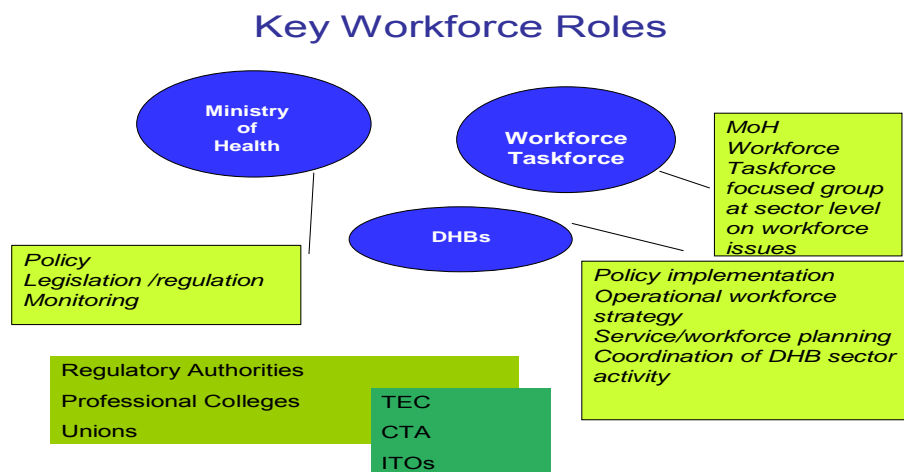 Key Workforce Roles
Ministry
of
Health
Workforce
Taskforce
DHBs
MoH
Workforce
Taskforce
focused group
at sector level
on workforce
issues
Policy
Legislation /regulation
Monitoring
Policy implementation
Operational workforce
strategy
Service/workforce planning
Coordination of DHB sector
activity
Regulatory Authorities
Professional Colleges
Unions
TEC
CTA
ITOs